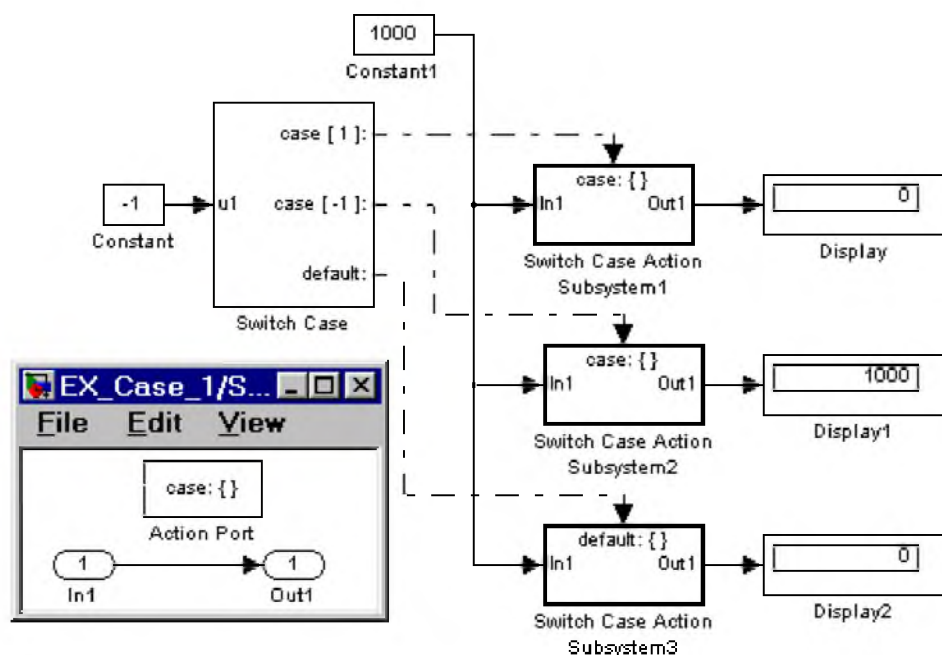 1000
Constant1
case [ 1 ]:
case: { }
In1
Out1
0
Display
-1
u1
case [ -1 ]:
Constant
default:
Switch Case Action
Subsystem1
Switch Case
case: { }
In1
Out1
1000
Display1
Switch Case Action
Subsystem2
EX_Case_1/S...
File Edit View
case: { }
Action Port
1
1
In1
Out1
default: { }
In1
Out1
0
Display2
Switch Case Action
Subsystem3